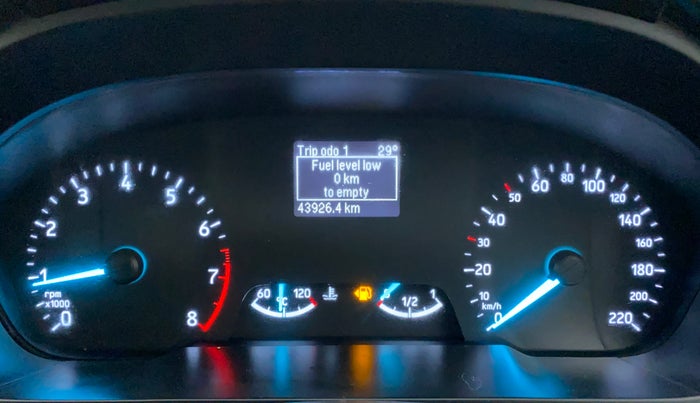 Trip odo 1 29°
Fuel level low
0 km
to empty
43926.4 km
0 1 2 3 4 5 6 7 8
rpm
x1000
60 120
°C
0 1/2 1
0 10 20 30 40 50 60 80 100 120 140 160 180 200 220
km/h